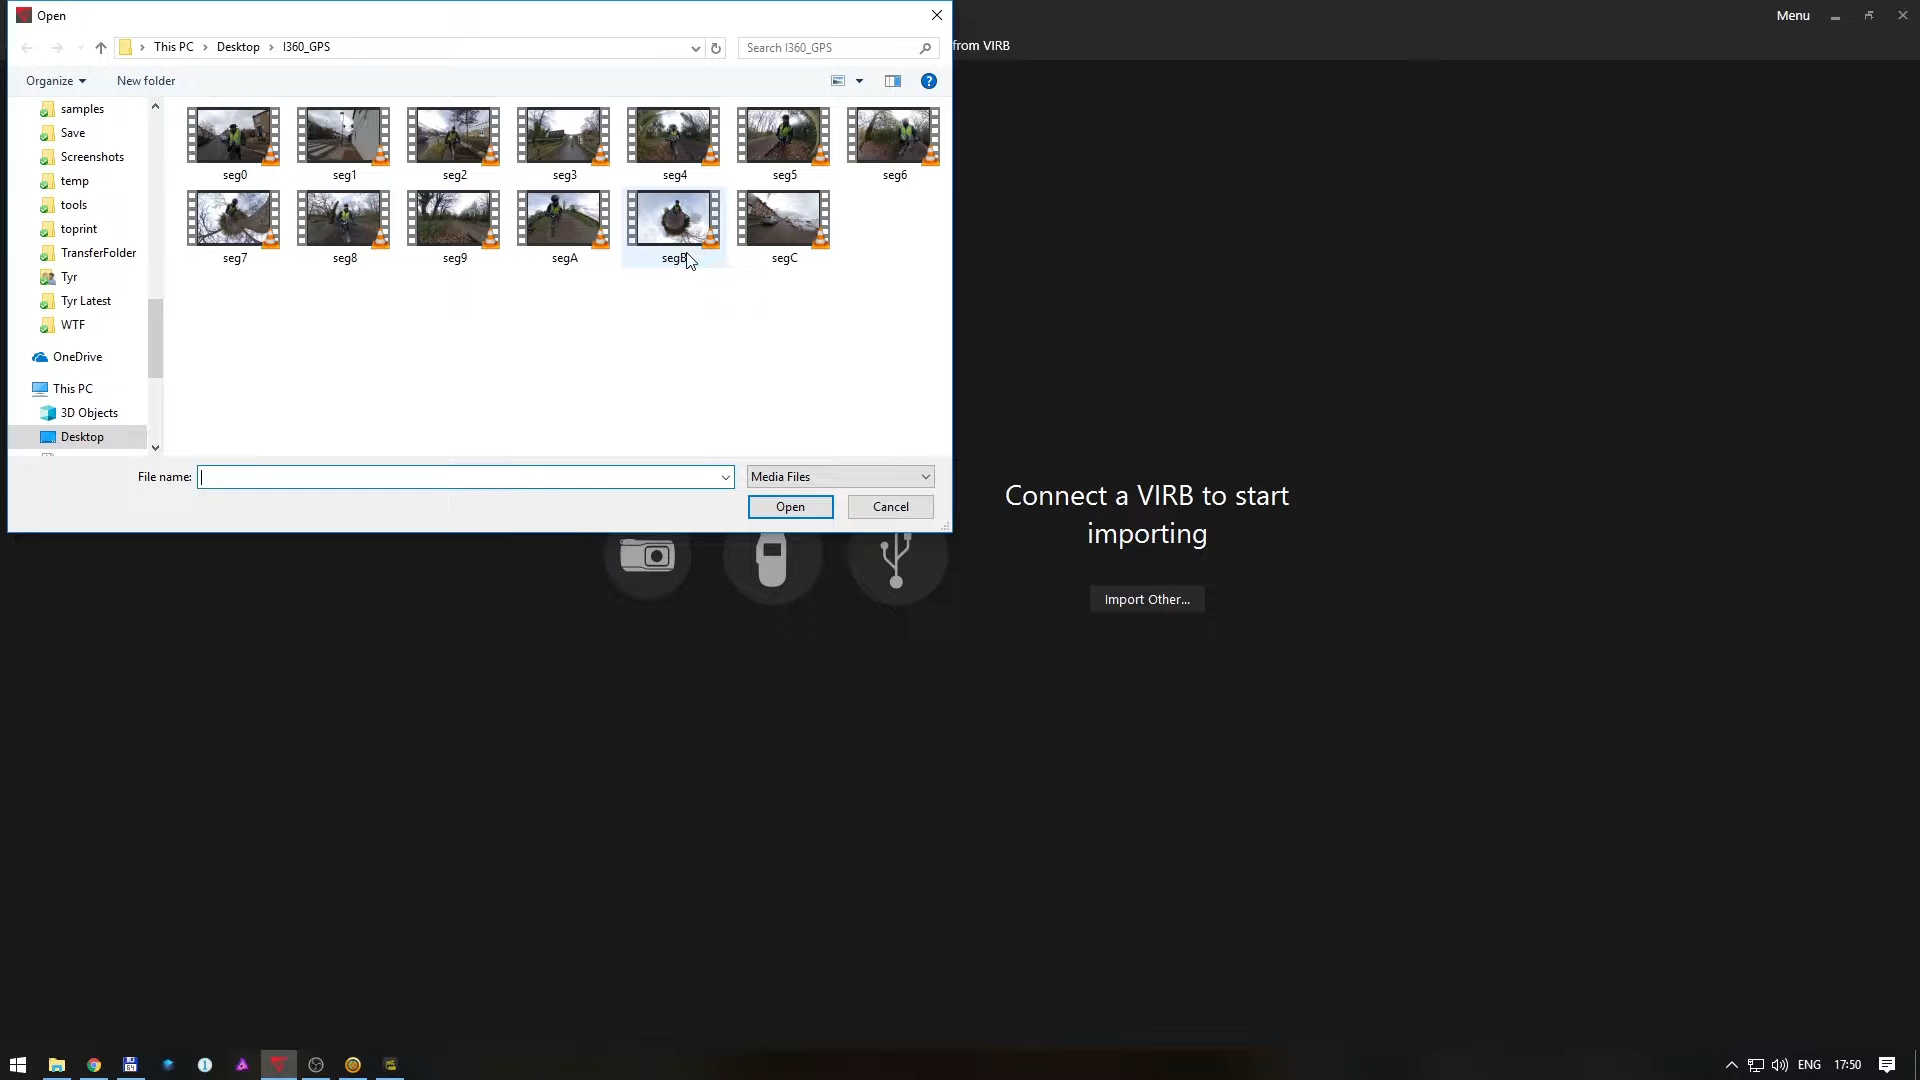 Open
Menu
This PC
Desktop
I360_GPS
Search I360_GPS
from VIRB
Organize
New folder
samples
Save
Screenshots
temp
tools
toprint
TransferFolder
Tyr
Tyr Latest
WTF
OneDrive
This PC
3D Objects
Desktop
seg0
seg1
seg2
seg3
seg4
seg5
seg6
seg7
seg8
seg9
segA
segB
segC
File name:
Media Files
Open
Cancel
Connect a VIRB to start
importing
Import Other...
64
ENG
17:50